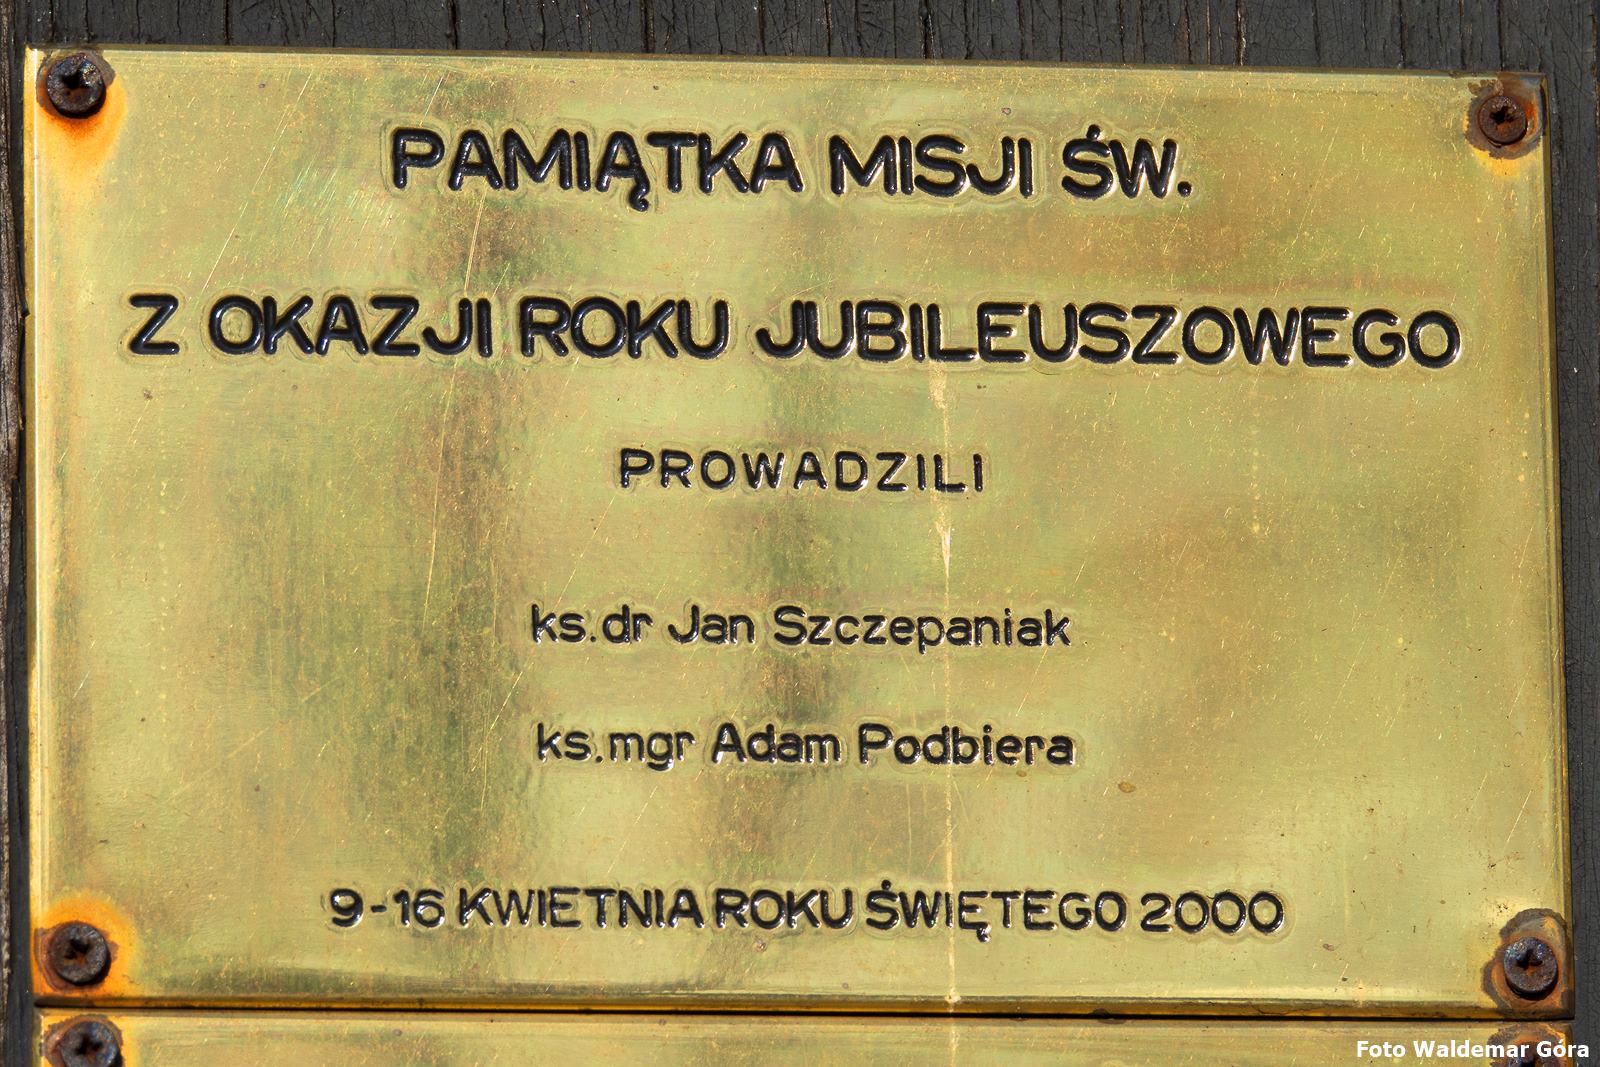 PAMIĄTKA MISJI ŚW.
Z OKAZJI ROKU JUBILEUSZOWEGO
PROWADZILI
ks.dr Jan Szczepaniak
ks.mgr Adam Podbiera
9-16 KWIETNIA ROKU ŚWIĘTEGO 2000
Foto Waldemar Góra